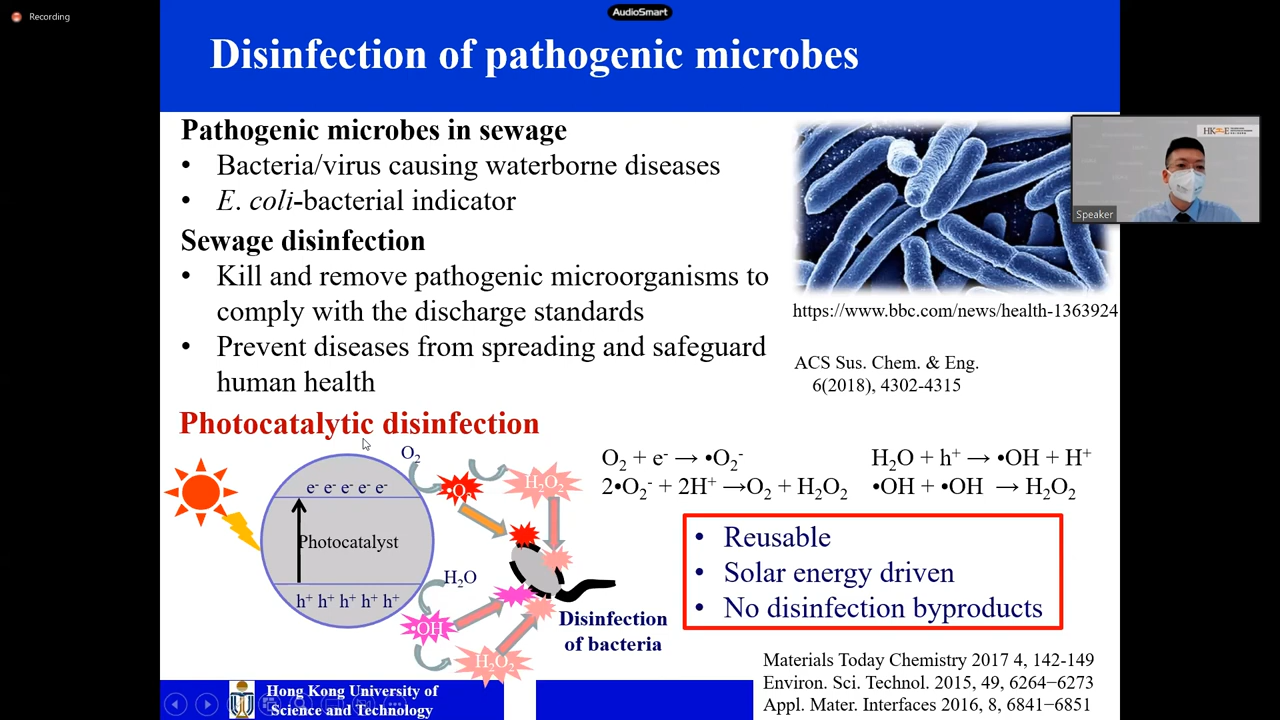 Recording
AudioSmart
Disinfection of pathogenic microbes
Pathogenic microbes in sewage
• Bacteria/virus causing waterborne diseases
• E. coli-bacterial indicator
Sewage disinfection
• Kill and remove pathogenic microorganisms to
comply with the discharge standards
• Prevent diseases from spreading and safeguard
human health
Speaker
https://www.bbc.com/news/health-1363924
ACS Sus. Chem. & Eng.
6(2018), 4302-4315
Photocatalytic disinfection
O₂
e⁻ e⁻ e⁻ e⁻ e⁻
H₂O₂
Photocatalyst
H₂O
h⁺ h⁺ h⁺ h⁺ h⁺
•OH
H₂O₂
Disinfection
of bacteria
O₂ + e⁻ → •O₂⁻
2•O₂⁻ + 2H⁺ →O₂ + H₂O₂
H₂O + h⁺ → •OH + H⁺
•OH + •OH → H₂O₂
• Reusable
• Solar energy driven
• No disinfection byproducts
Materials Today Chemistry 2017 4, 142-149
Environ. Sci. Technol. 2015, 49, 6264−6273
Appl. Mater. Interfaces 2016, 8, 6841−6851
Hong Kong University of
Science and Technology